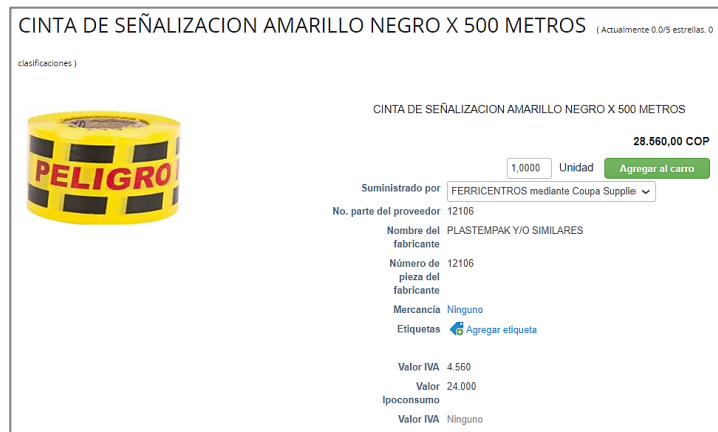 CINTA DE SEÑALIZACION AMARILLO NEGRO X 500 METROS ( Actualmente 0.0/5 estrellas. 0
clasificaciones )
CINTA DE SEÑALIZACION AMARILLO NEGRO X 500 METROS
28.560,00 COP
1,0000 Unidad Agregar al carro
Suministrado por FERRICENTROS mediante Coupa Supplie
No. parte del proveedor 12106
Nombre del PLASTEMPAK Y/O SIMILARES
fabricante
Número de 12106
pieza del
fabricante
Mercancía Ninguno
Etiquetas Agregar etiqueta
Valor IVA 4.560
Valor 24.000
Ipoconsumo
Valor IVA Ninguno
PELIGRO